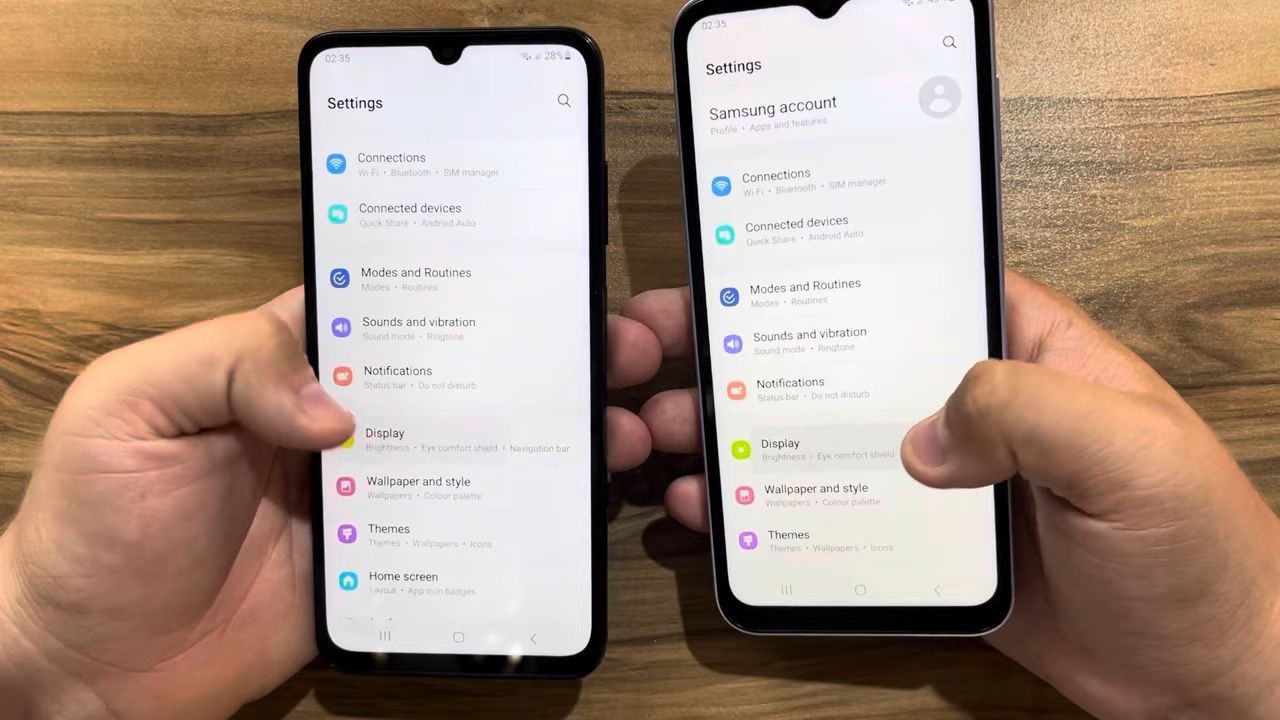 02:35
28%
Settings
Connections
Wi-Fi • Bluetooth • SIM manager
Connected devices
Quick Share • Android Auto
Modes and Routines
Modes • Routines
Sounds and vibration
Sound mode • Ringtone
Notifications
Status bar • Do not disturb
Display
Brightness • Eye comfort shield • Navigation bar
Wallpaper and style
Wallpapers • Colour palette
Themes
Themes • Wallpapers • Icons
Home screen
Layout • App icon badges
02:35
Settings
Samsung account
Profile • Apps and features
Connections
Wi-Fi • Bluetooth • SIM manager
Connected devices
Quick Share • Android Auto
Modes and Routines
Modes • Routines
Sounds and vibration
Sound mode • Ringtone
Notifications
Status bar • Do not disturb
Display
Brightness • Eye comfort shield
Wallpaper and style
Wallpapers • Colour palette
Themes
Themes • Wallpapers • Icons